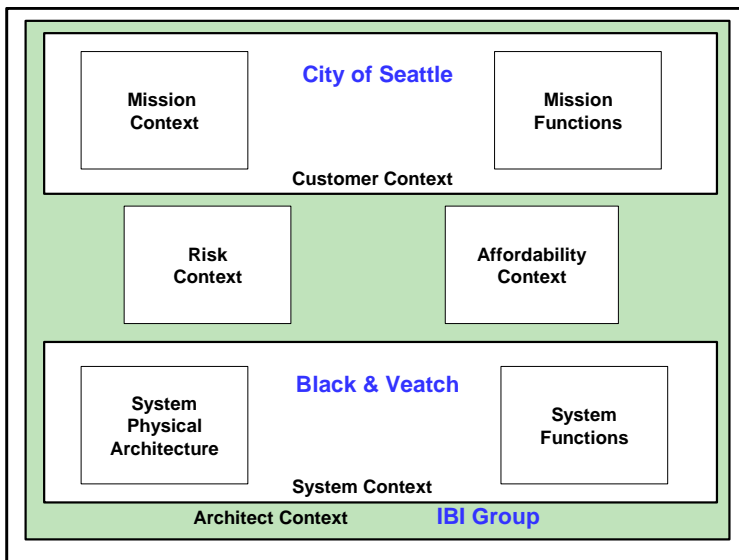 City of Seattle
Mission
Context
Mission
Functions
Customer Context
Risk
Context
Affordability
Context
Black & Veatch
System
Physical
Architecture
System
Functions
System Context
Architect Context IBI Group